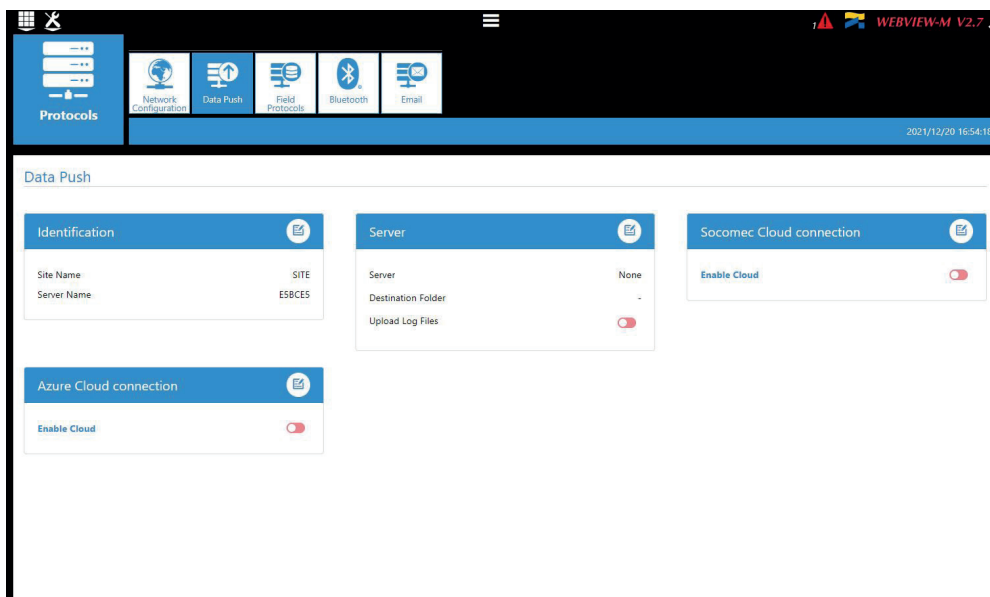 1
WEBVIEW-M V2.7
Protocols
Network
Configuration
Data Push
Field
Protocols
Bluetooth
Email
2021/12/20 16:54:18
Data Push
Identification
Site Name SITE
Server Name E5BCE5
Server
Server None
Destination Folder -
Upload Log Files
Socomec Cloud connection
Enable Cloud
Azure Cloud connection
Enable Cloud